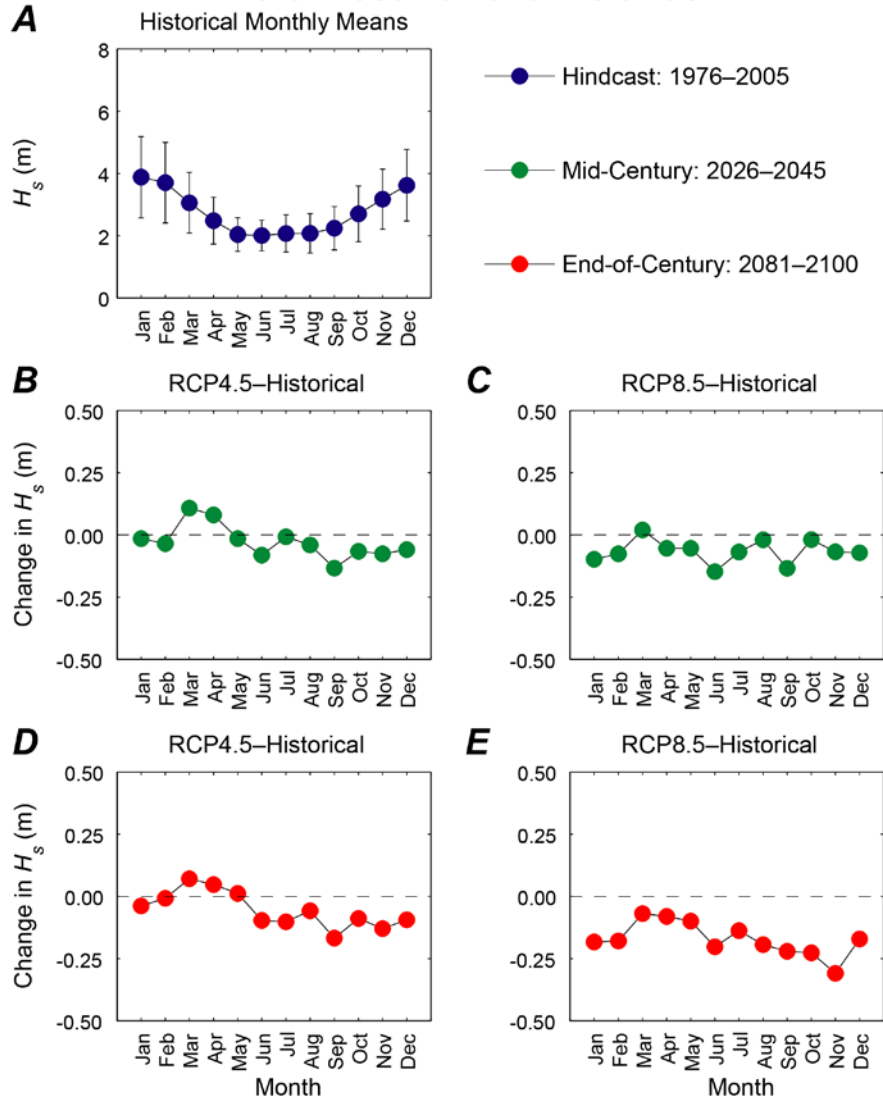 A
Historical Monthly Means
8
6
4
2
0
Hs (m)
Jan Feb Mar Apr May Jun Jul Aug Sep Oct Nov Dec
Hindcast: 1976–2005
Mid-Century: 2026–2045
End-of-Century: 2081–2100
B
RCP4.5–Historical
0.50
0.25
0.00
-0.25
-0.50
Change in Hs (m)
Jan Feb Mar Apr May Jun Jul Aug Sep Oct Nov Dec
C
RCP8.5–Historical
0.50
0.25
0.00
-0.25
-0.50
Jan Feb Mar Apr May Jun Jul Aug Sep Oct Nov Dec
D
RCP4.5–Historical
0.50
0.25
0.00
-0.25
-0.50
Change in Hs (m)
Jan Feb Mar Apr May Jun Jul Aug Sep Oct Nov Dec
Month
E
RCP8.5–Historical
0.50
0.25
0.00
-0.25
-0.50
Jan Feb Mar Apr May Jun Jul Aug Sep Oct Nov Dec
Month